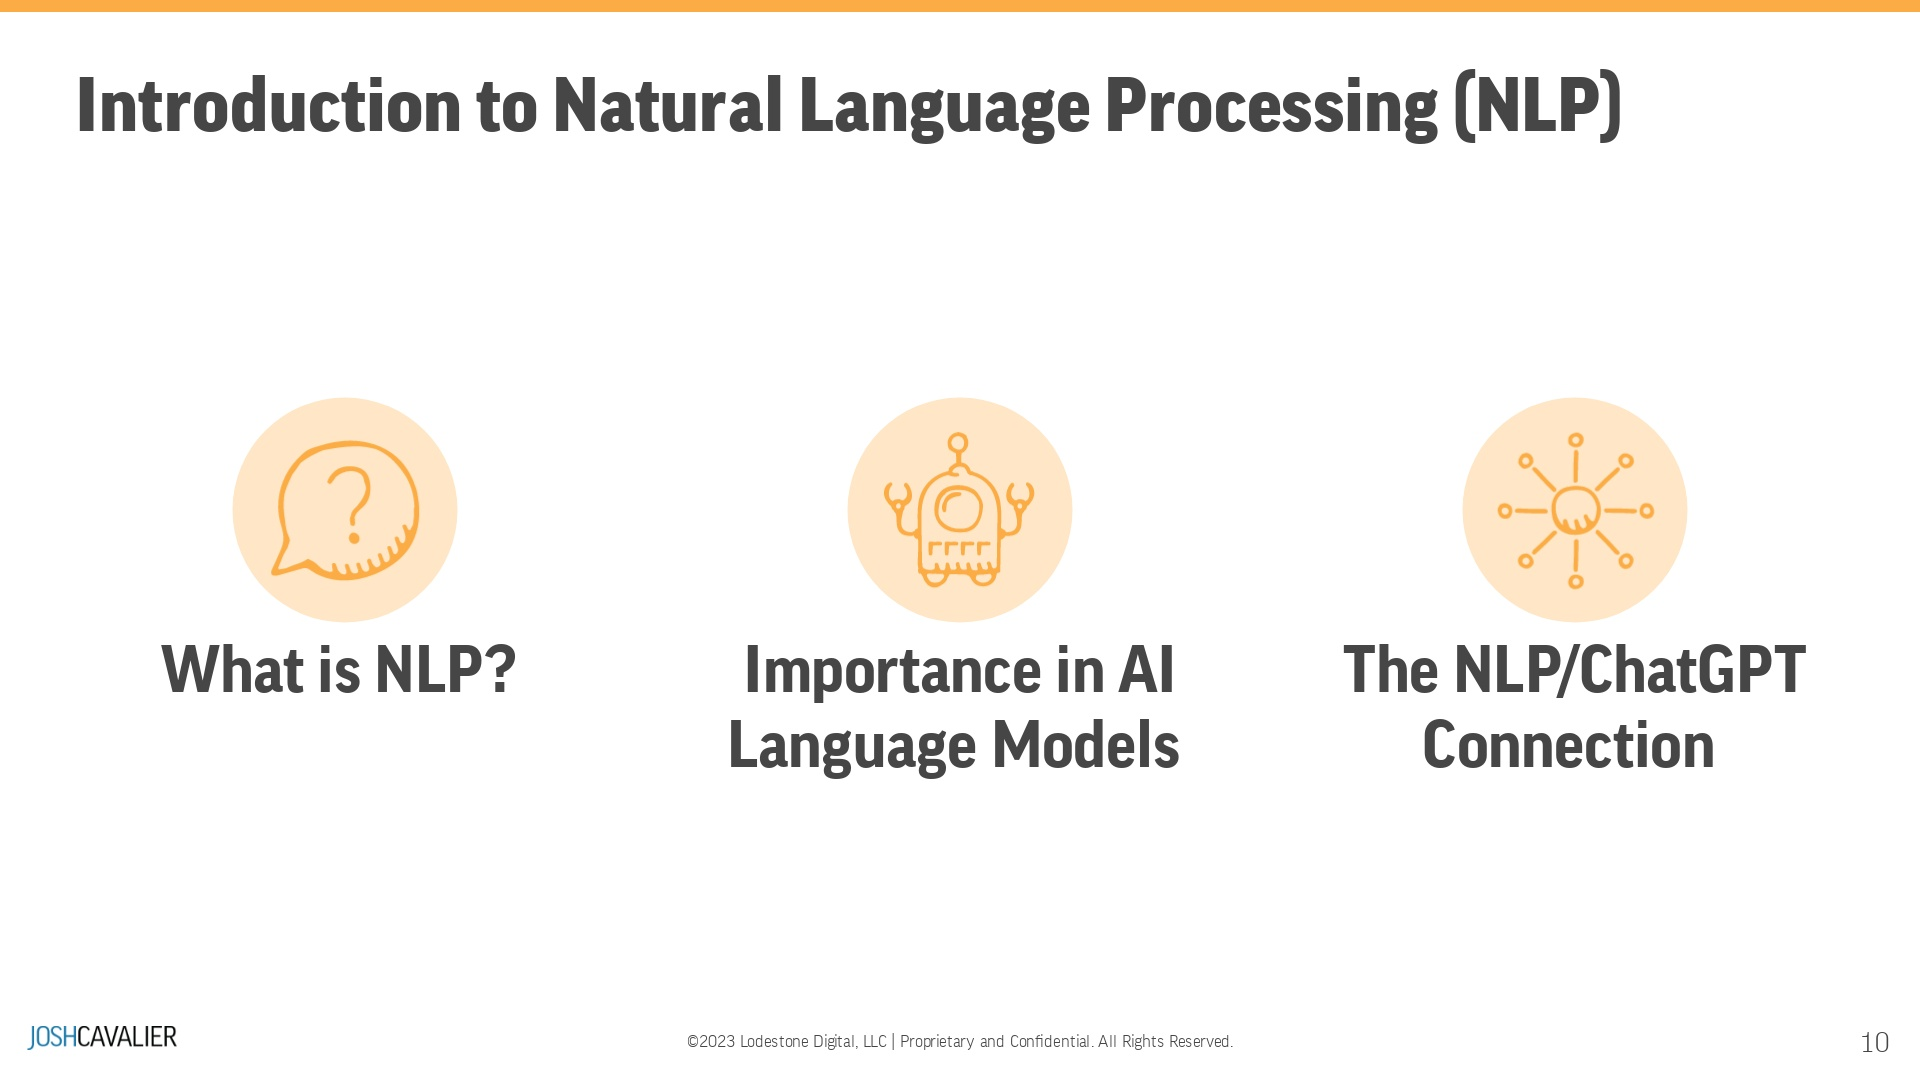 Introduction to Natural Language Processing (NLP)
What is NLP?
Importance in AI
Language Models
The NLP/ChatGPT
Connection
JOSHCAVALIER
©2023 Lodestone Digital, LLC | Proprietary and Confidential. All Rights Reserved.
10